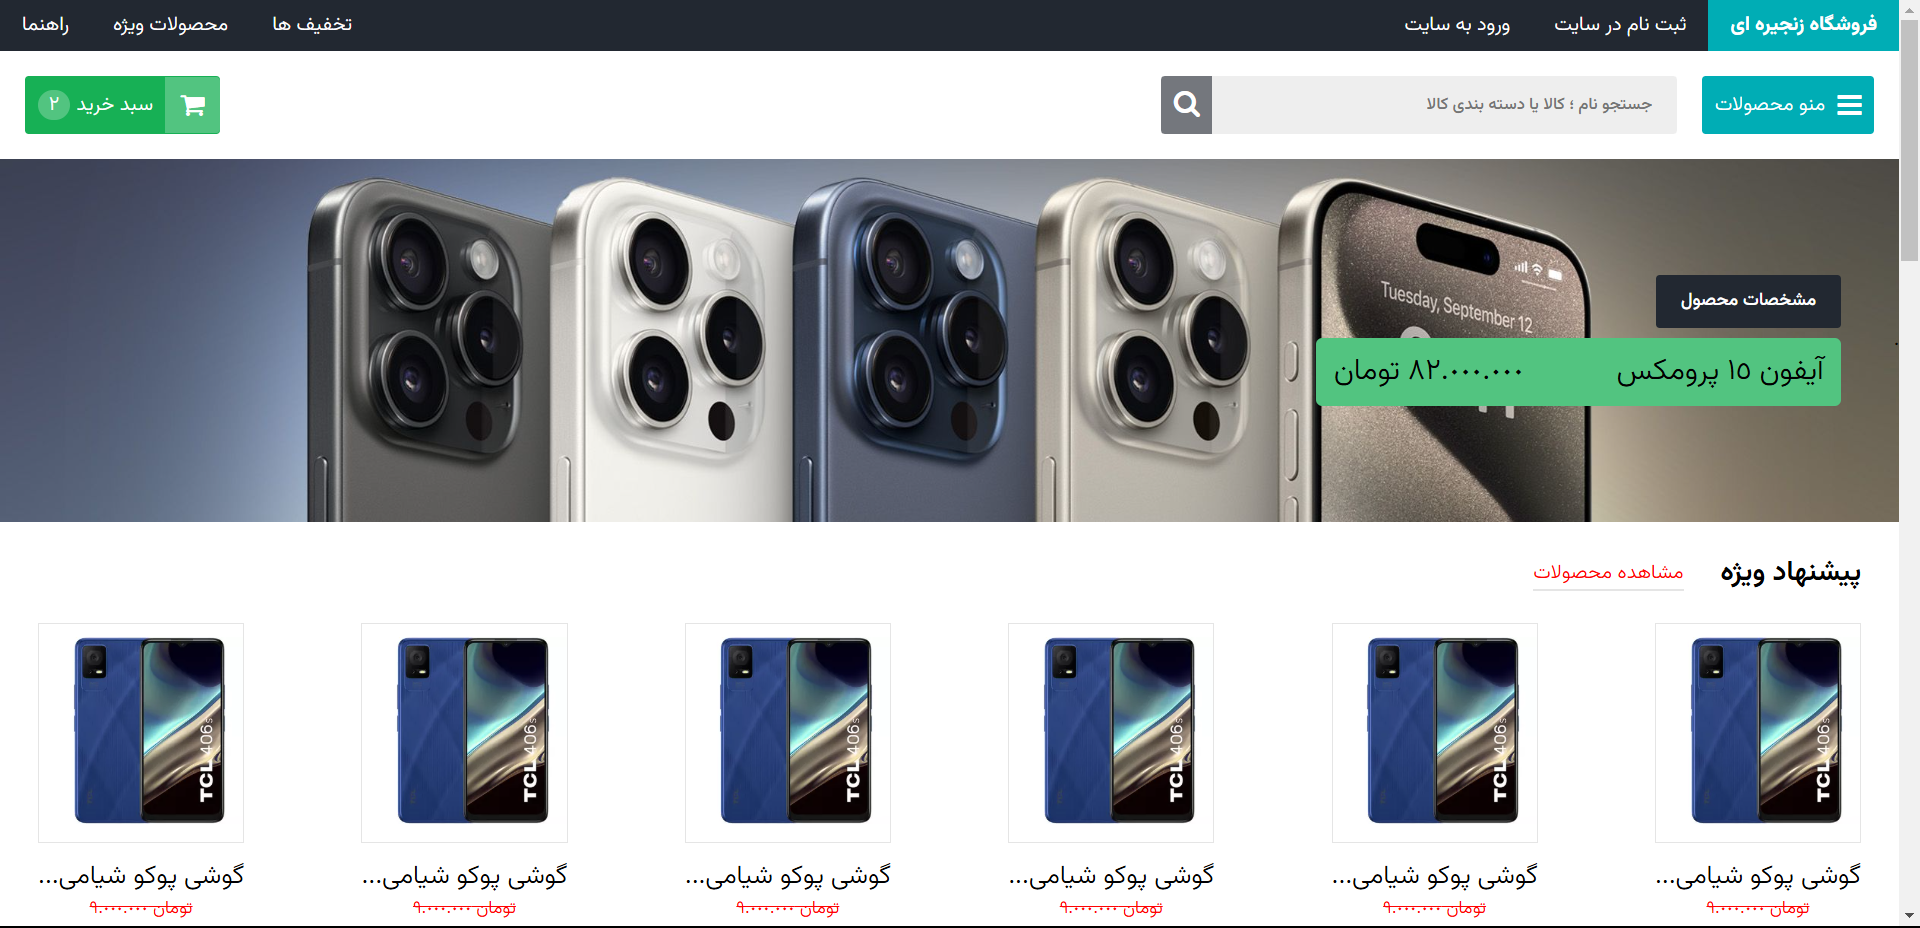 فروشگاه زنجیره ای
ثبت نام در سایت
ورود به سایت
تخفیف ها
محصولات ویژه
راهنما
منو محصولات
جستجو نام ؛ کالا یا دسته بندی کالا
سبد خرید ۲
Tuesday, September 12
مشخصات محصول
آیفون ۱۵ پرومکس ۸۲.۰۰۰.۰۰۰ تومان
پیشنهاد ویژه
مشاهده محصولات
TCL 406s
TCL 406s
TCL 406s
TCL 406s
TCL 406s
TCL 406s
گوشی پوکو شیامی...
گوشی پوکو شیامی...
گوشی پوکو شیامی...
گوشی پوکو شیامی...
گوشی پوکو شیامی...
گوشی پوکو شیامی...
تومان ۹.۰۰۰.۰۰۰
تومان ۹.۰۰۰.۰۰۰
تومان ۹.۰۰۰.۰۰۰
تومان ۹.۰۰۰.۰۰۰
تومان ۹.۰۰۰.۰۰۰
تومان ۹.۰۰۰.۰۰۰